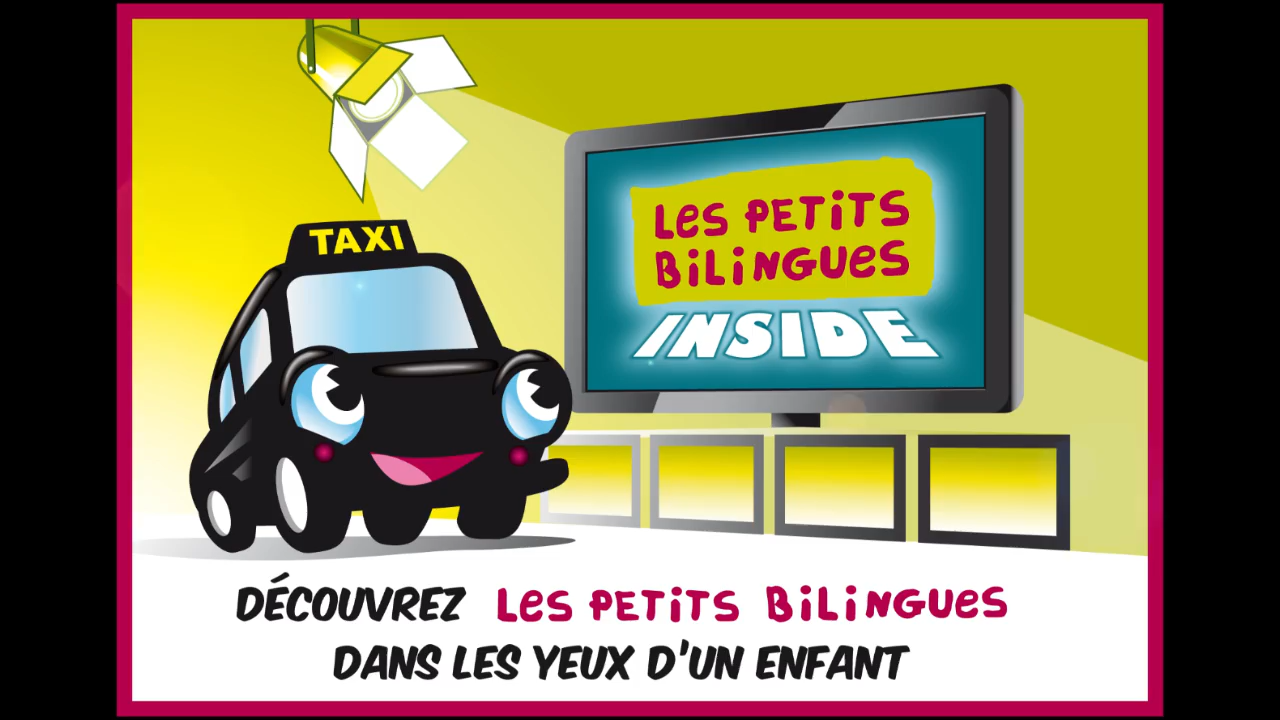 TAXI
Les PETiTS
BiLiNGUes
INSIDE
DÉCOUVREZ Les PETiTS BiLiNGUes
DANS LES YEUX D'UN ENFANT